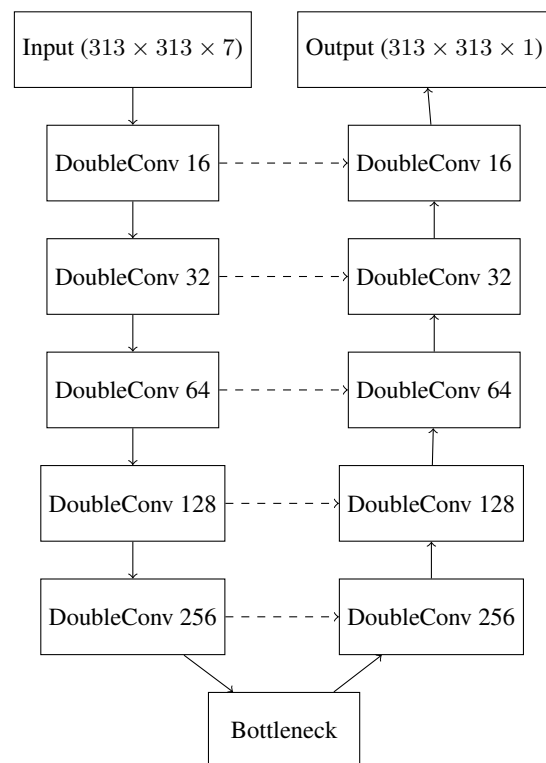 Input (313 × 313 × 7)
Output (313 × 313 × 1)
DoubleConv 16
DoubleConv 16
DoubleConv 32
DoubleConv 32
DoubleConv 64
DoubleConv 64
DoubleConv 128
DoubleConv 128
DoubleConv 256
DoubleConv 256
Bottleneck